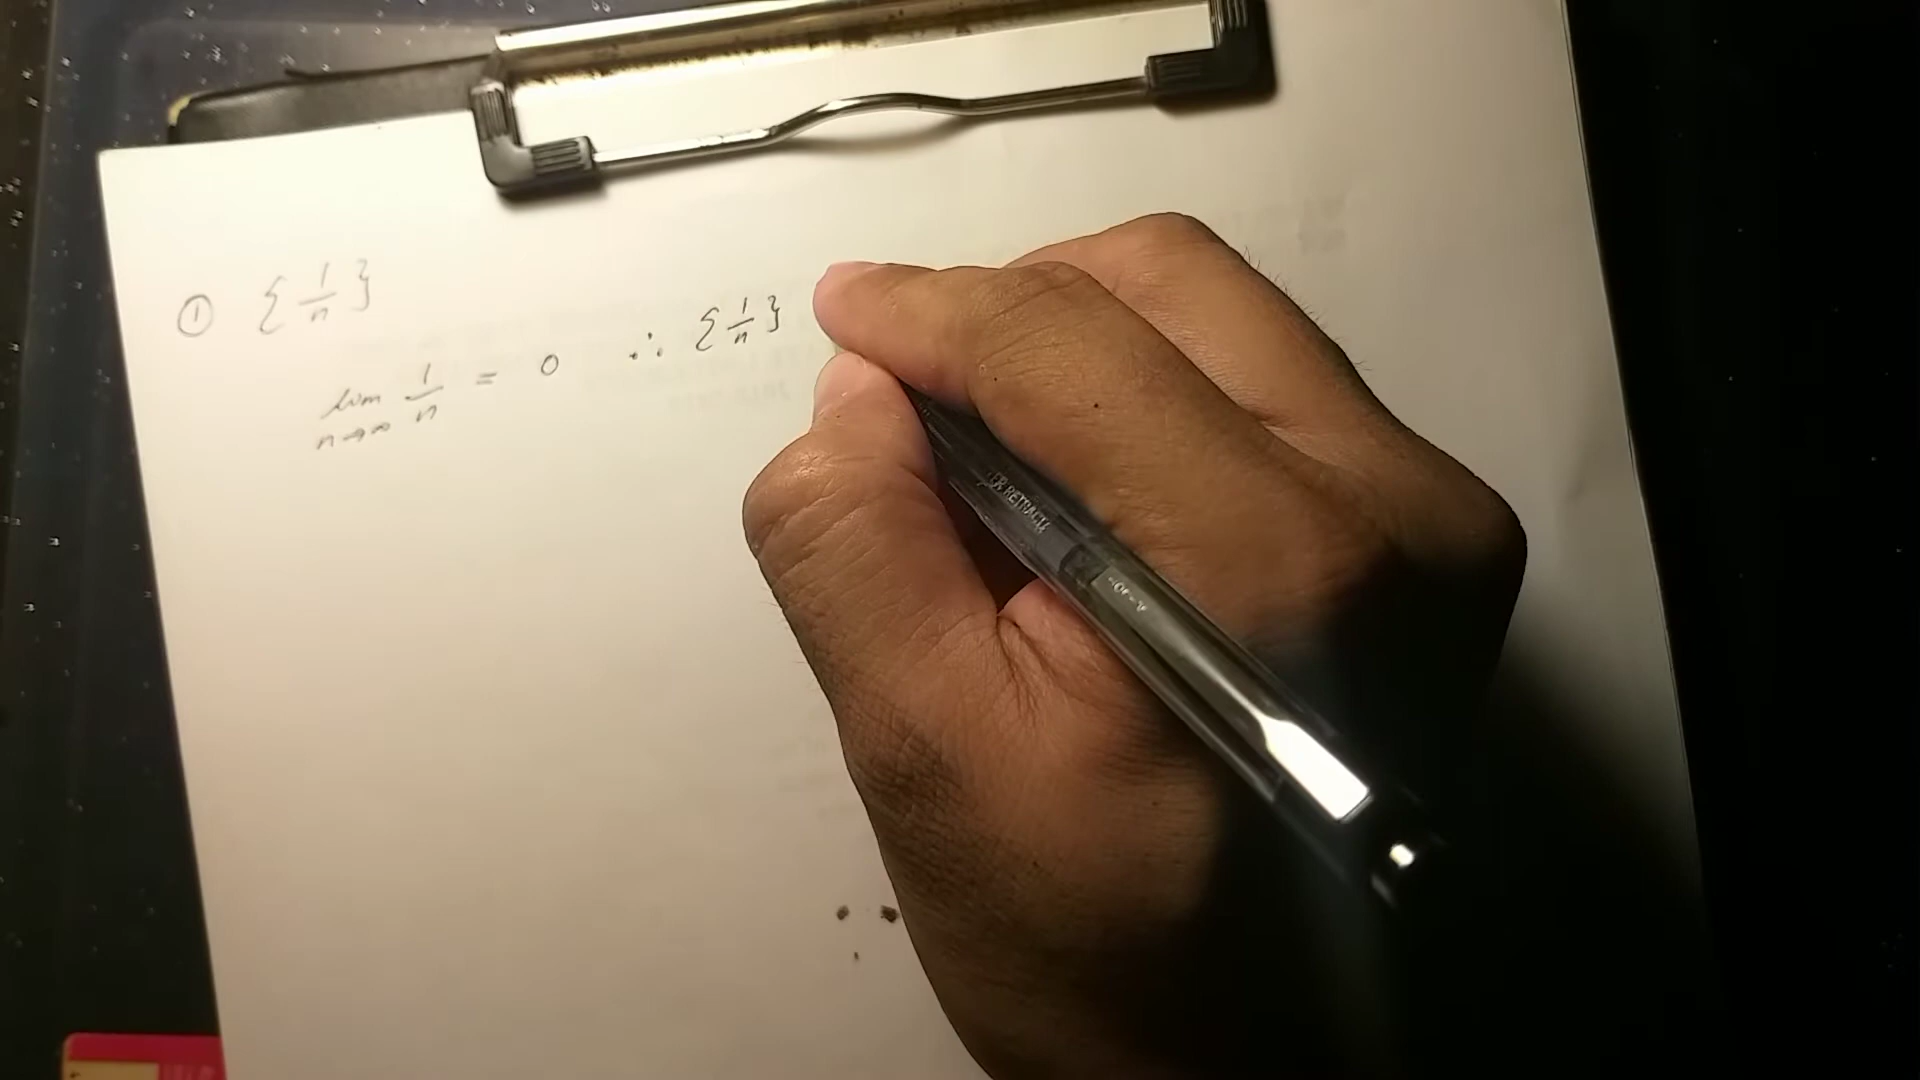 ① { 1/n }
lim n→∞ 1/n = 0 ∴ { 1/n }